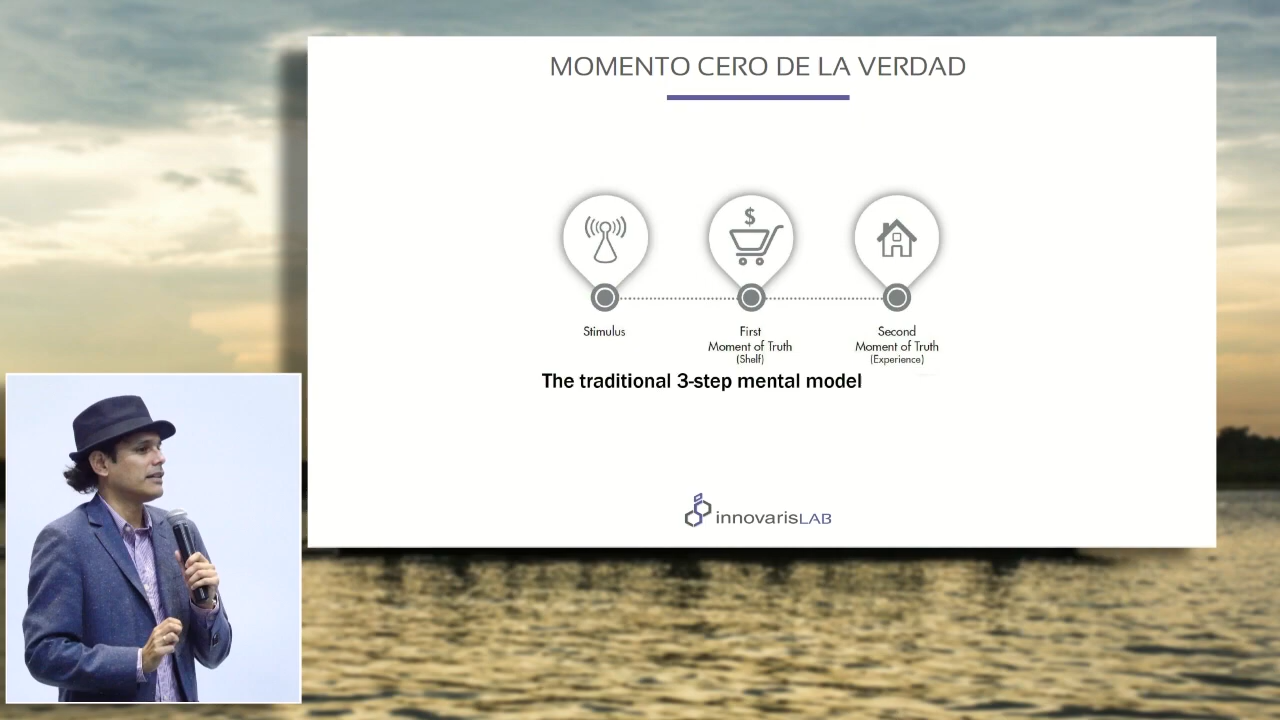 MOMENTO CERO DE LA VERDAD
$
Stimulus
First
Moment of Truth
(Shelf)
Second
Moment of Truth
(Experience)
The traditional 3-step mental model
innovarisLAB